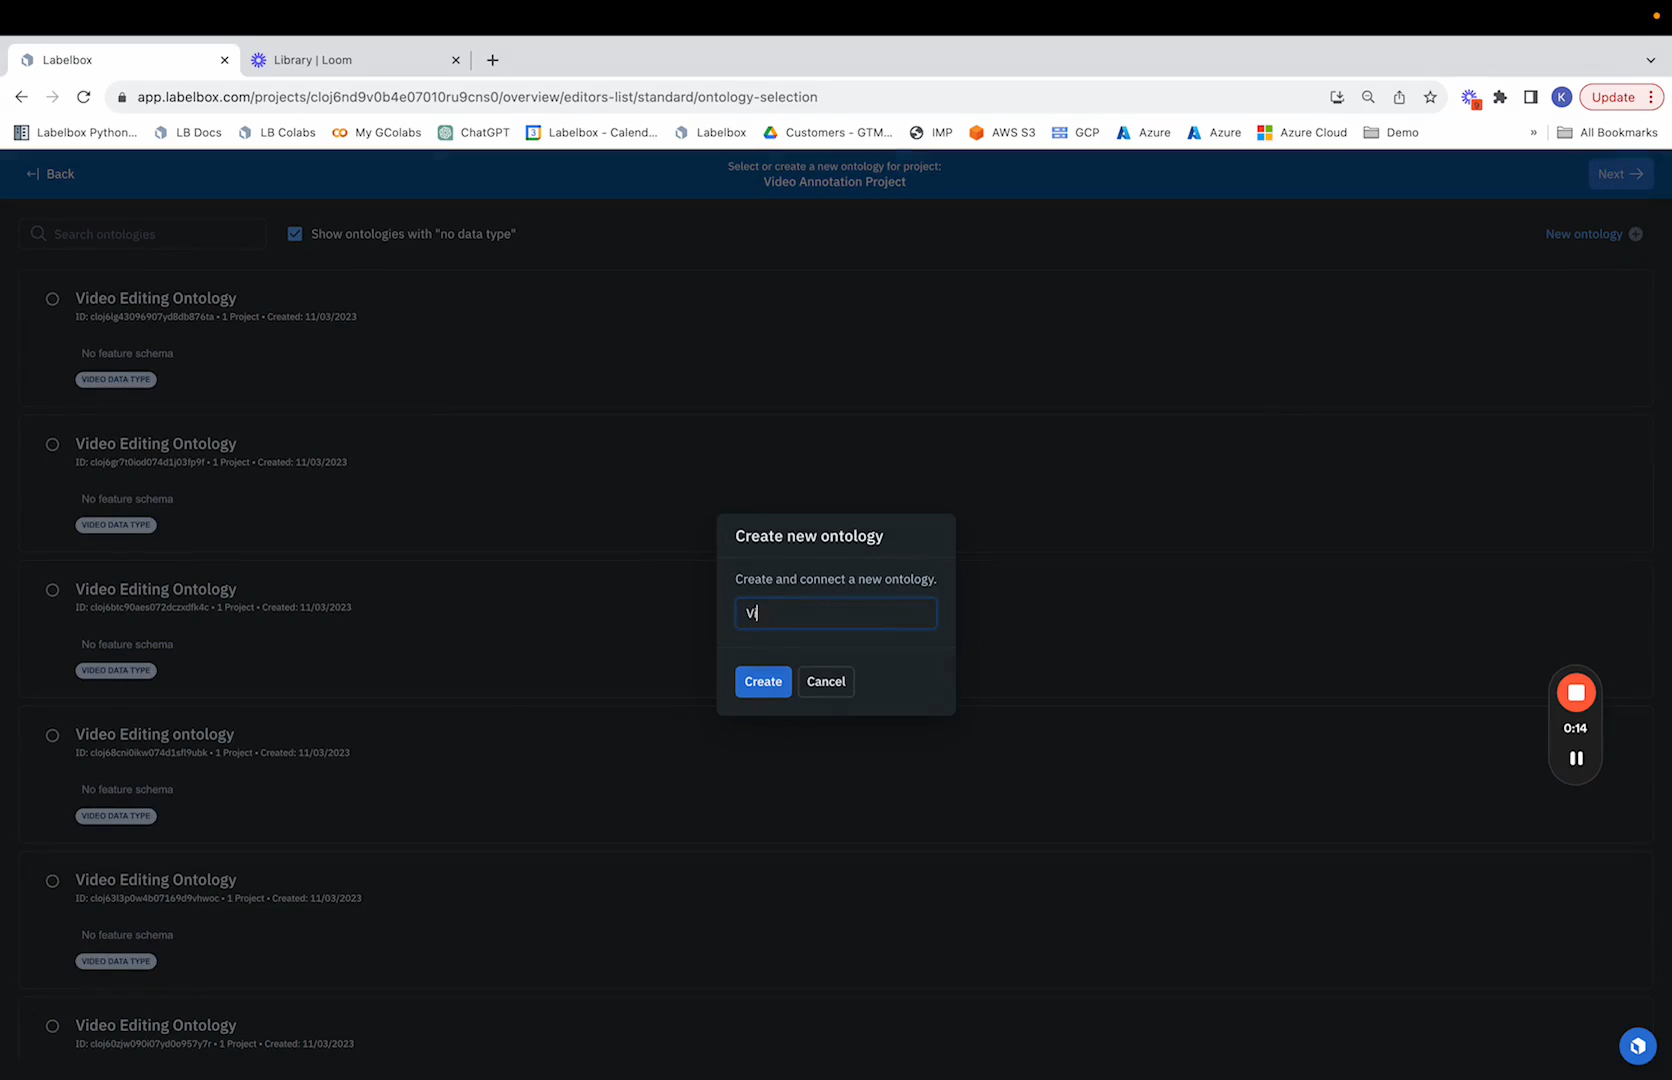 Labelbox
Library | Loom
app.labelbox.com/projects/cloj6nd9v0b4e07010ru9cns0/overview/editors-list/standard/ontology-selection
9
K
Update
Labelbox Python...
LB Docs
LB Colabs
My GColabs
ChatGPT
3
Labelbox - Calend...
Labelbox
Customers - GTM...
IMP
AWS S3
GCP
Azure
Azure
Azure Cloud
Demo
»
All Bookmarks
Back
Select or create a new ontology for project:
Video Annotation Project
Next
Search ontologies
Show ontologies with "no data type"
New ontology
Video Editing Ontology
ID: cloj6lg43096907yd8db876ta • 1 Project • Created: 11/03/2023
No feature schema
VIDEO DATA TYPE
Video Editing Ontology
ID: cloj6gr7t0iod074d1j03fp9f • 1 Project • Created: 11/03/2023
No feature schema
VIDEO DATA TYPE
Video Editing Ontology
ID: cloj6btc90aes072dczxdfk4c • 1 Project • Created: 11/03/2023
No feature schema
VIDEO DATA TYPE
Video Editing ontology
ID: cloj68cni0ikw074d1sfl9ubk • 1 Project • Created: 11/03/2023
No feature schema
VIDEO DATA TYPE
Video Editing Ontology
ID: cloj63l3p0w4b07169d9vhwoc • 1 Project • Created: 11/03/2023
No feature schema
VIDEO DATA TYPE
Video Editing Ontology
ID: cloj60zjw090i07yd0o957y7r • 1 Project • Created: 11/03/2023
Create new ontology
Create and connect a new ontology.
Vi
Create
Cancel
0:14